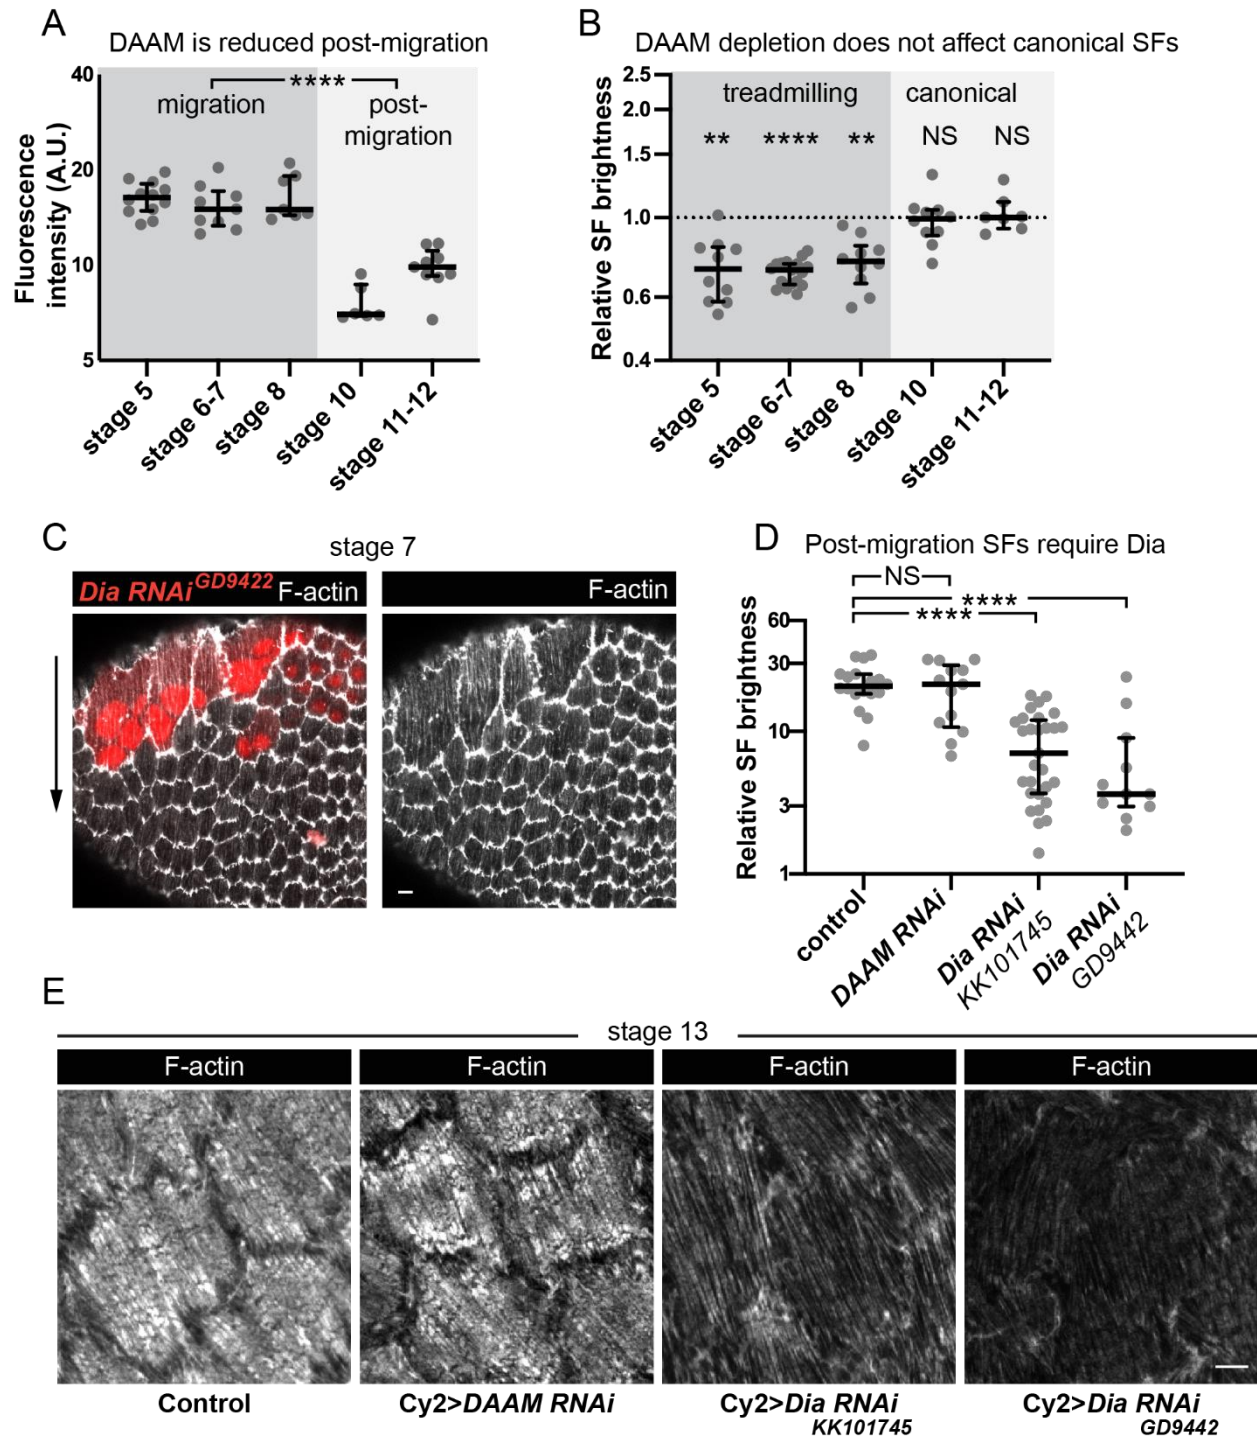 A
DAAM is reduced post-migration
Fluorescence
intensity (A.U.)
40
20
10
5
****
migration
post-
migration
stage 5
stage 6-7
stage 8
stage 10
stage 11-12
B
DAAM depletion does not affect canonical SFs
Relative SF brightness
2.5
2.0
1.5
1.0
0.6
0.4
treadmilling
canonical
** **** ** NS NS
stage 5
stage 6-7
stage 8
stage 10
stage 11-12
C
stage 7
Dia RNAi GD9422 F-actin
F-actin
D
Post-migration SFs require Dia
NS
****
****
Relative SF brightness
60
30
10
3
1
control
DAAM RNAi
Dia RNAi
KK101745
Dia RNAi
GD9442
E
stage 13
F-actin
F-actin
F-actin
F-actin
Control
Cy2>DAAM RNAi
Cy2>Dia RNAi
KK101745
Cy2>Dia RNAi
GD9442